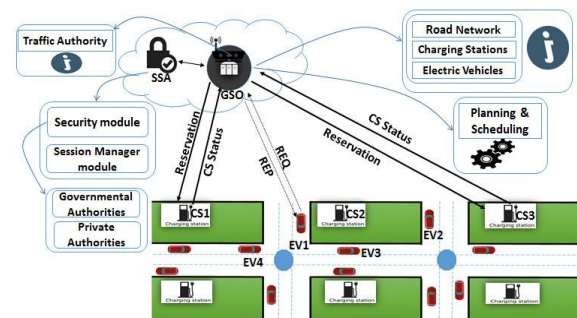 Traffic Authority
SSA
GSO
Road Network
Charging Stations
Electric Vehicles
Security module
Session Manager
module
Governmental
Authorities
Private
Authorities
Planning &
Scheduling
Reservation
CS Status
REP
REQ
Reservation
CS Status
CS1
Charging station
CS2
Charging station
CS3
Charging station
EV1
EV2
EV3
EV4
Charging station
Charging station
Charging station